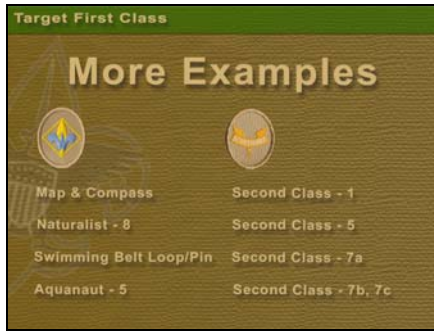 Target First Class
More Examples
Map & Compass Second Class - 1
Naturalist - 8 Second Class - 5
Swimming Belt Loop/Pin Second Class - 7a
Aquanaut - 5 Second Class - 7b, 7c